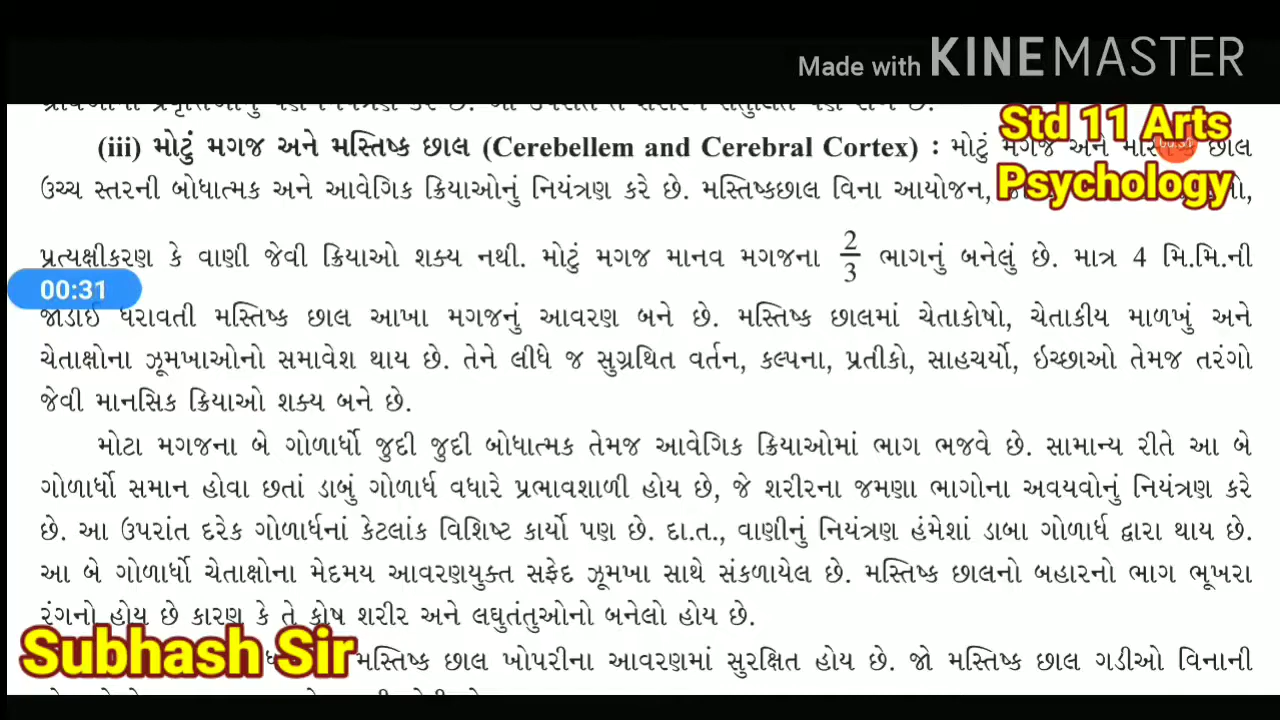 Made with KINEMASTER
Std 11 Arts
Psychology
(iii) મોટું મગજ અને મસ્તિષ્ક છાલ (Cerebellem and Cerebral Cortex) : મોટું મગજ અને મસ્તિષ્ક છાલ
ઉચ્ચ સ્તરની બોધાત્મક અને આવેગિક ક્રિયાઓનું નિયંત્રણ કરે છે. મસ્તિષ્કછાલ વિના આયોજન,
પ્રત્યક્ષીકરણ કે વાણી જેવી ક્રિયાઓ શક્ય નથી. મોટું મગજ માનવ મગજના 2/3 ભાગનું બનેલું છે. માત્ર 4 મિ.મિ.ની
00:31
જાડાઈ ધરાવતી મસ્તિષ્ક છાલ આખા મગજનું આવરણ બને છે. મસ્તિષ્ક છાલમાં ચેતાકોષો, ચેતાકીય માળખું અને
ચેતાક્ષોના ઝૂમખાઓનો સમાવેશ થાય છે. તેને લીધે જ સુગ્રથિત વર્તન, કલ્પના, પ્રતીકો, સાહચર્યો, ઇચ્છાઓ તેમજ તરંગો
જેવી માનસિક ક્રિયાઓ શક્ય બને છે.
મોટા મગજના બે ગોળાર્ધો જુદી જુદી બોધાત્મક તેમજ આવેગિક ક્રિયાઓમાં ભાગ ભજવે છે. સામાન્ય રીતે આ બે
ગોળાર્ધો સમાન હોવા છતાં ડાબું ગોળાર્ધ વધારે પ્રભાવશાળી હોય છે, જે શરીરના જમણા ભાગોના અવયવોનું નિયંત્રણ કરે
છે. આ ઉપરાંત દરેક ગોળાર્ધનાં કેટલાંક વિશિષ્ટ કાર્યો પણ છે. દા.ત., વાણીનું નિયંત્રણ હંમેશાં ડાબા ગોળાર્ધ દ્વારા થાય છે.
આ બે ગોળાર્ધો ચેતાક્ષોના મેદમય આવરણયુક્ત સફેદ ઝૂમખા સાથે સંકળાયેલ છે. મસ્તિષ્ક છાલનો બહારનો ભાગ ભૂખરા
રંગનો હોય છે કારણ કે તે કોષ શરીર અને લઘુતંતુઓનો બનેલો હોય છે.
Subhash Sir
મસ્તિષ્ક છાલ ખોપરીના આવરણમાં સુરક્ષિત હોય છે. જો મસ્તિષ્ક છાલ ગડીઓ વિનાની